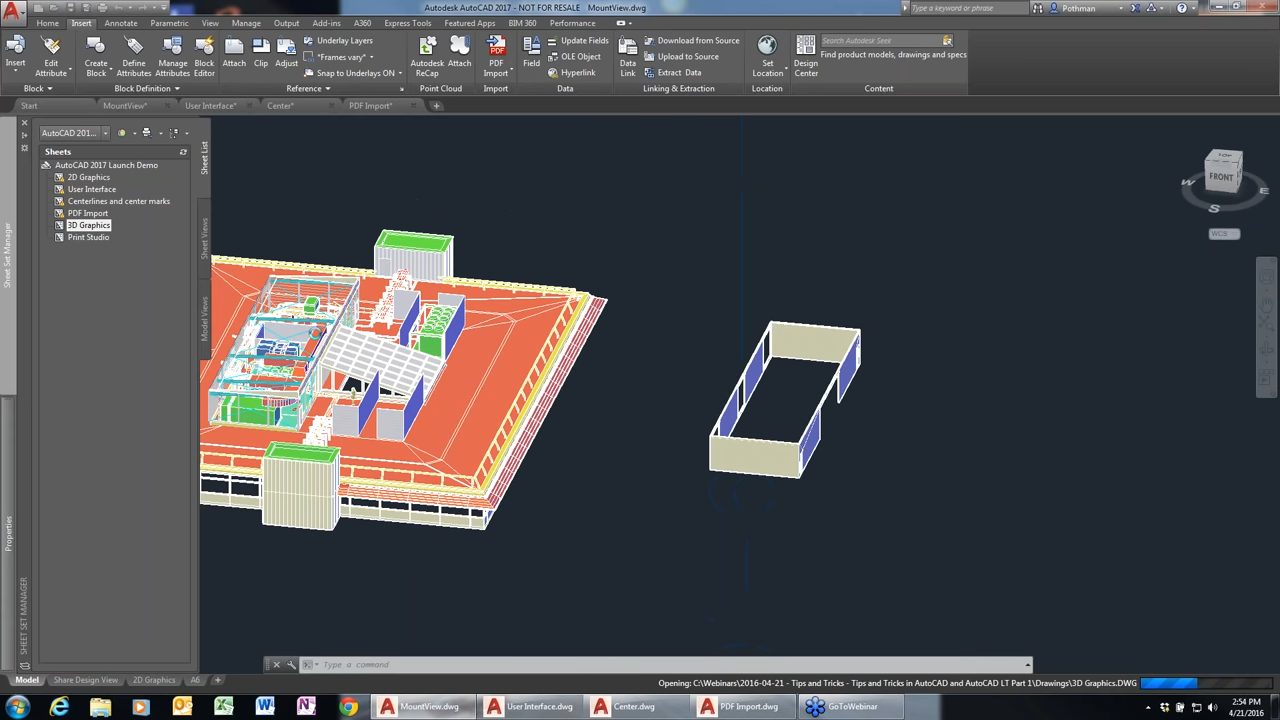 Autodesk AutoCAD 2017 - NOT FOR RESALE MountView.dwg
Type a keyword or phrase
Pothman
Home Insert Annotate Parametric View Manage Output Add-ins A360 Express Tools Featured Apps BIM 360 Performance
Insert
Edit Attribute
Create Block
Define Attributes
Manage Attributes
Block Editor
Attach
Clip
Adjust
Underlay Layers
*Frames vary*
Snap to Underlays ON
Autodesk ReCap
Attach
PDF Import
Field
Update Fields
OLE Object
Hyperlink
Data Link
Download from Source
Upload to Source
Extract Data
Set Location
Design Center
Search Autodesk Seek
Find product models, drawings and specs
Block Block Definition Reference Point Cloud Import Data Linking & Extraction Location Content
Start MountView* User Interface* Center* PDF Import*
AutoCAD 201...
Sheets
AutoCAD 2017 Launch Demo
2D Graphics
User Interface
Centerlines and center marks
PDF Import
3D Graphics
Print Studio
Sheet List
Sheet Views
Model Views
Sheet Set Manager
Properties
SHEET SET MANAGER
TOP
FRONT
W
E
S
WCS
Type a command
Model Share Design View 2D Graphics A6
Opening: C:\Webinars\2016-04-21 - Tips and Tricks - Tips and Tricks in AutoCAD and AutoCAD LT Part 1\Drawings\3D Graphics.DWG
MountView.dwg User Interface.dwg Center.dwg PDF Import.dwg GoToWebinar
2:54 PM
4/21/2016